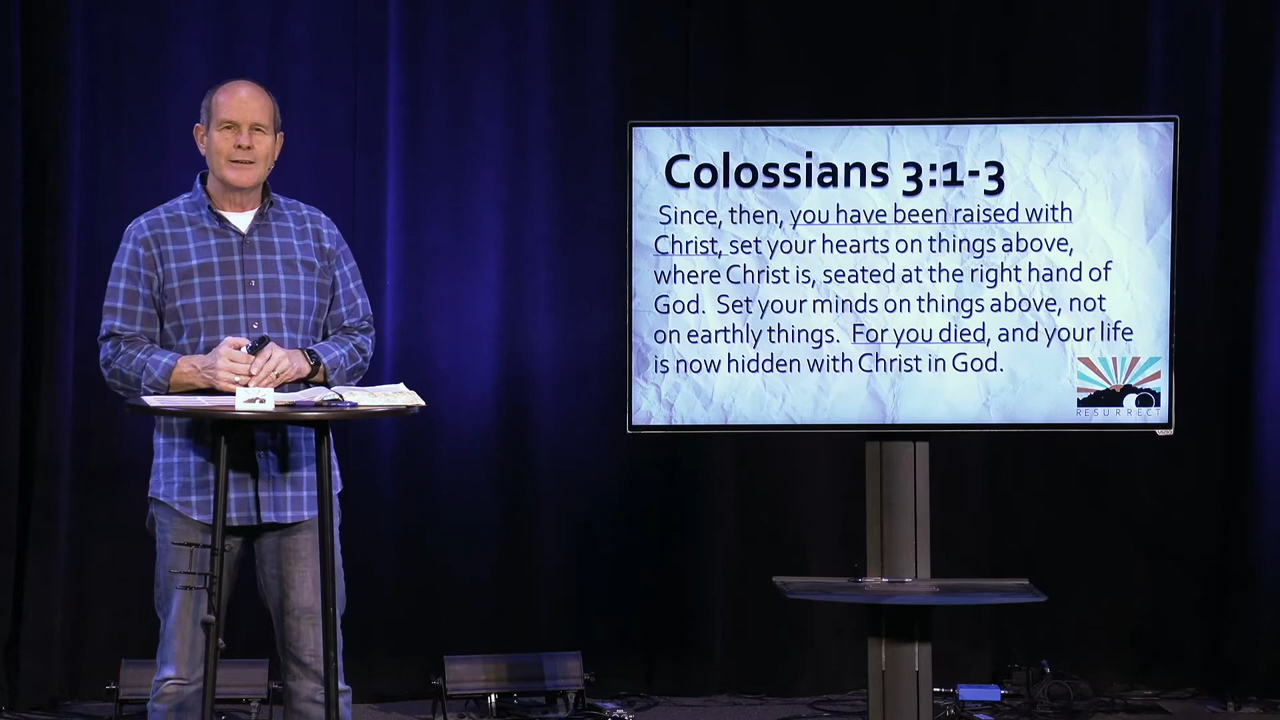 Colossians 3:1-3
Since, then, you have been raised with
Christ, set your hearts on things above,
where Christ is, seated at the right hand of
God.  Set your minds on things above, not
on earthly things.  For you died, and your life
is now hidden with Christ in God.
RESURRECT
VIZIO